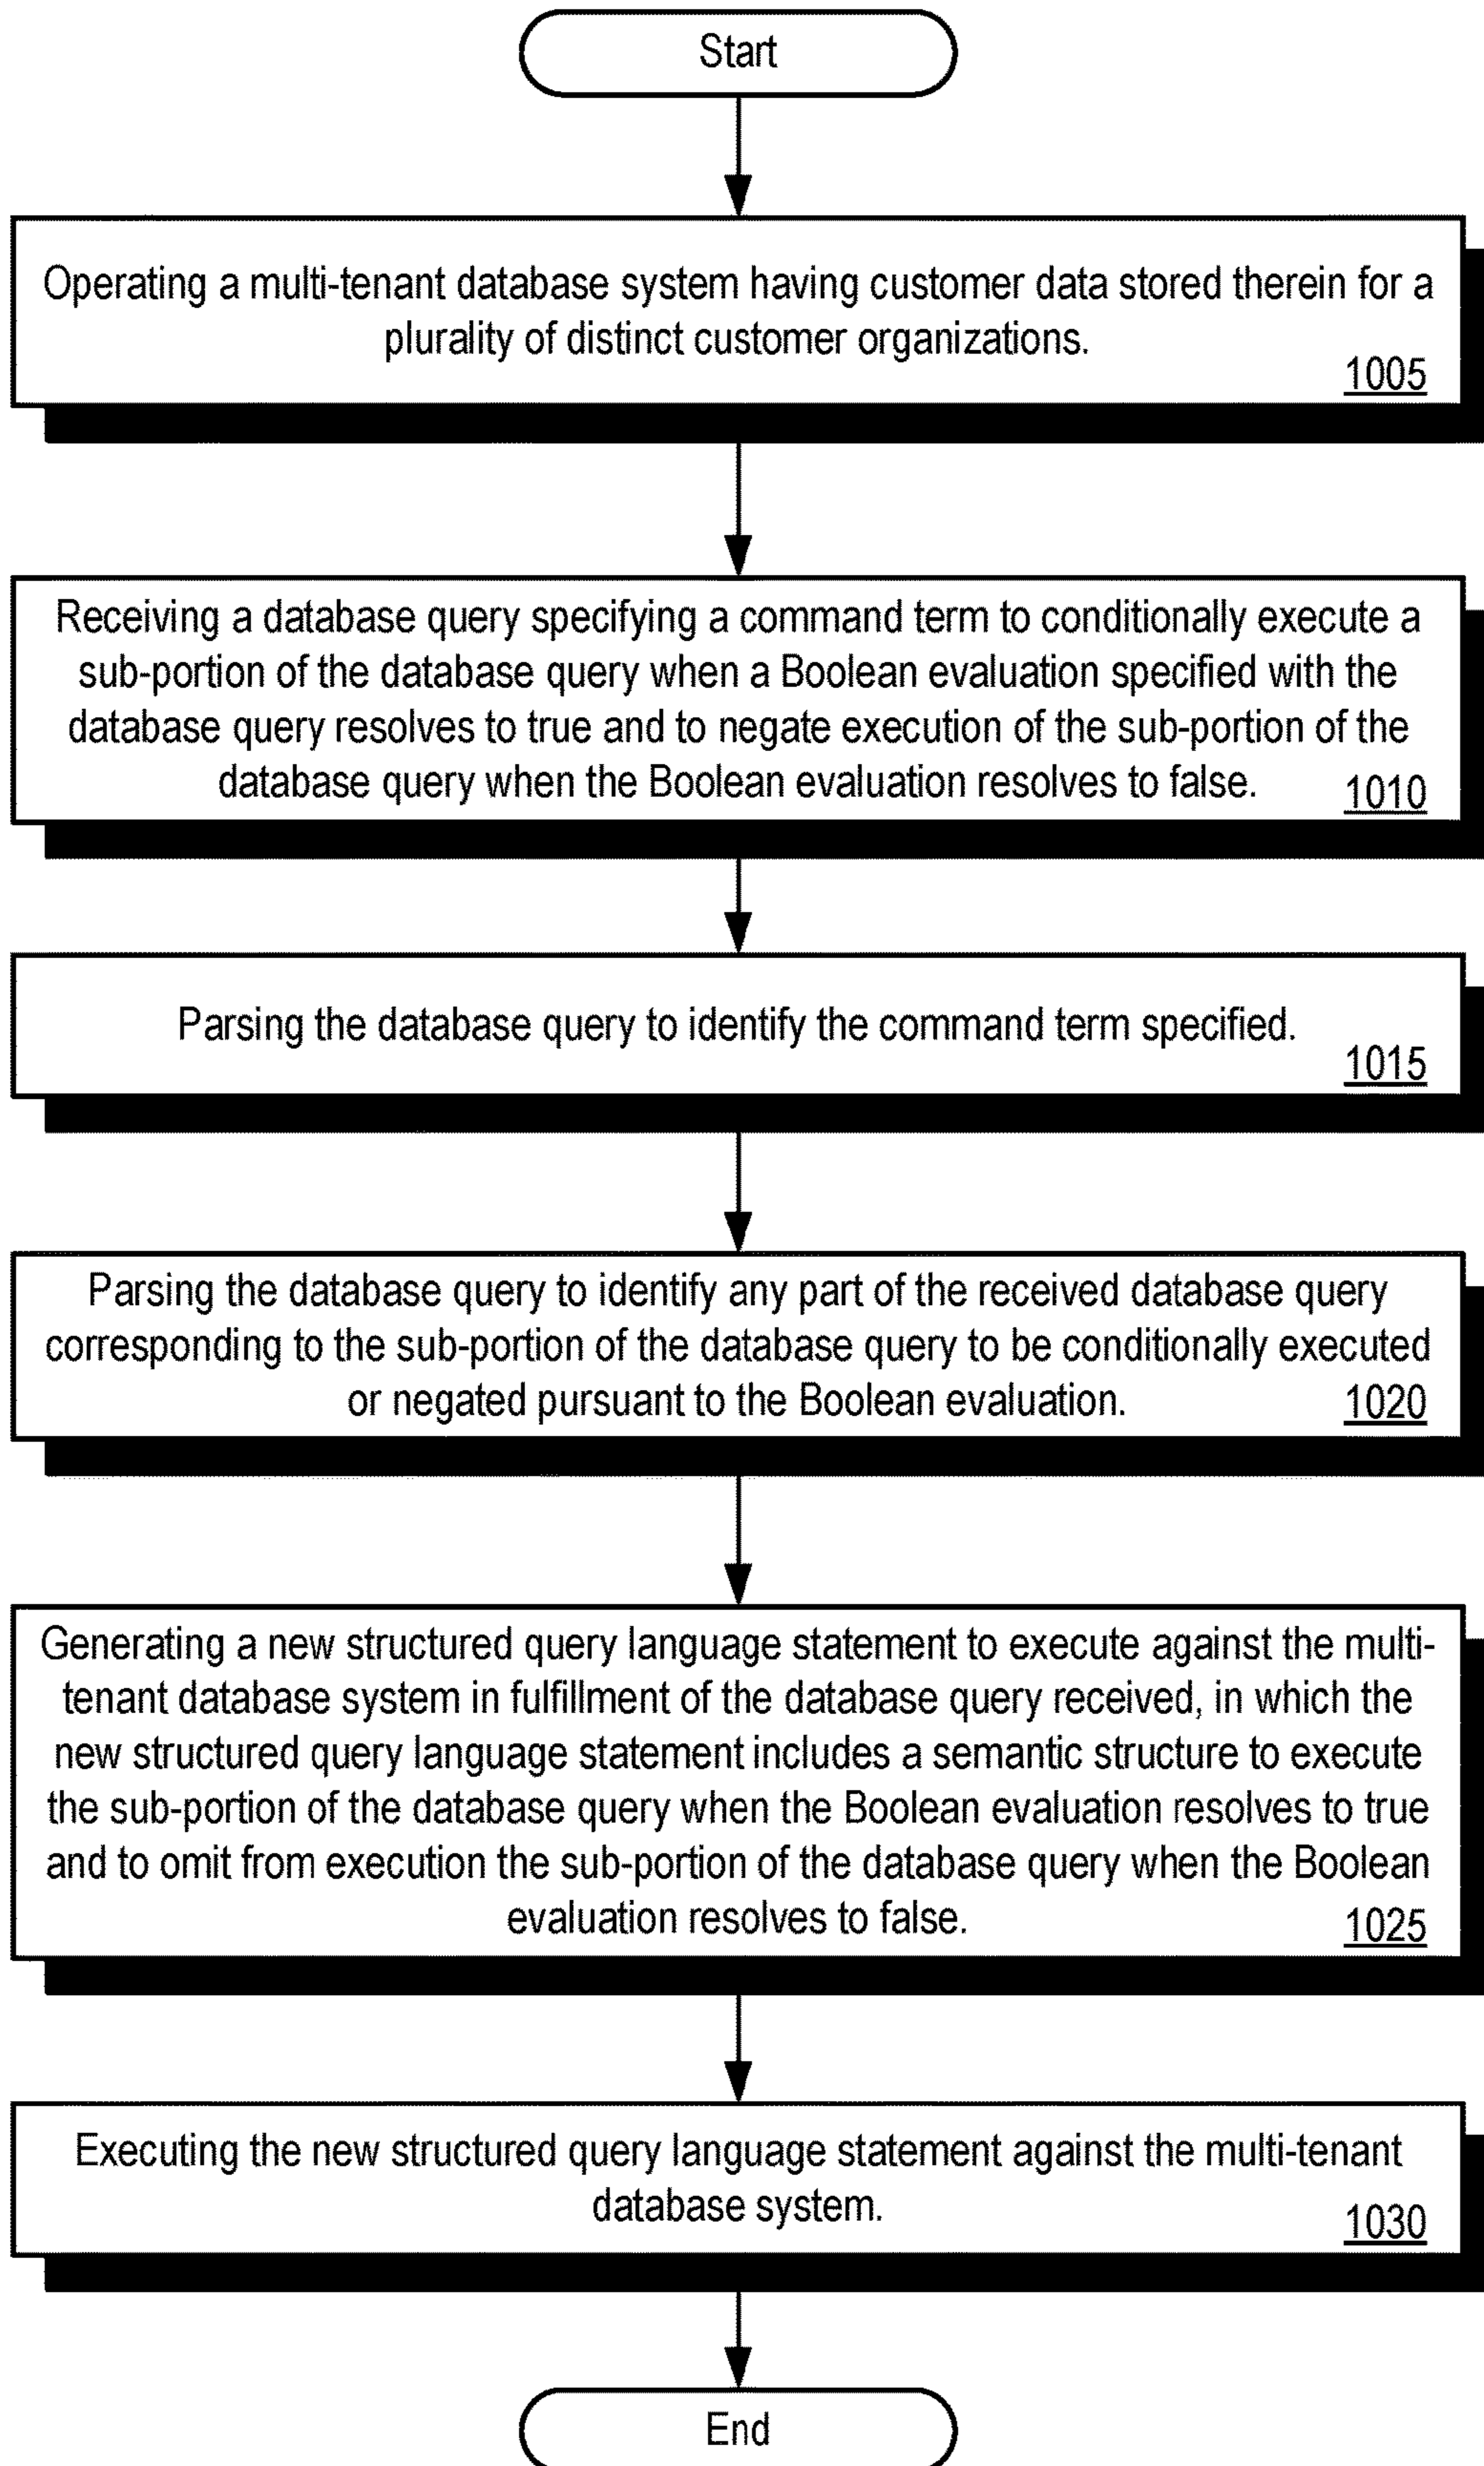 Start
Operating a multi-tenant database system having customer data stored therein for a
plurality of distinct customer organizations.
1005
Receiving a database query specifying a command term to conditionally execute a
sub-portion of the database query when a Boolean evaluation specified with the
database query resolves to true and to negate execution of the sub-portion of the
database query when the Boolean evaluation resolves to false.
1010
Parsing the database query to identify the command term specified.
1015
Parsing the database query to identify any part of the received database query
corresponding to the sub-portion of the database query to be conditionally executed
or negated pursuant to the Boolean evaluation.
1020
Generating a new structured query language statement to execute against the multi-
tenant database system in fulfillment of the database query received, in which the
new structured query language statement includes a semantic structure to execute
the sub-portion of the database query when the Boolean evaluation resolves to true
and to omit from execution the sub-portion of the database query when the Boolean
evaluation resolves to false.
1025
Executing the new structured query language statement against the multi-tenant
database system.
1030
End